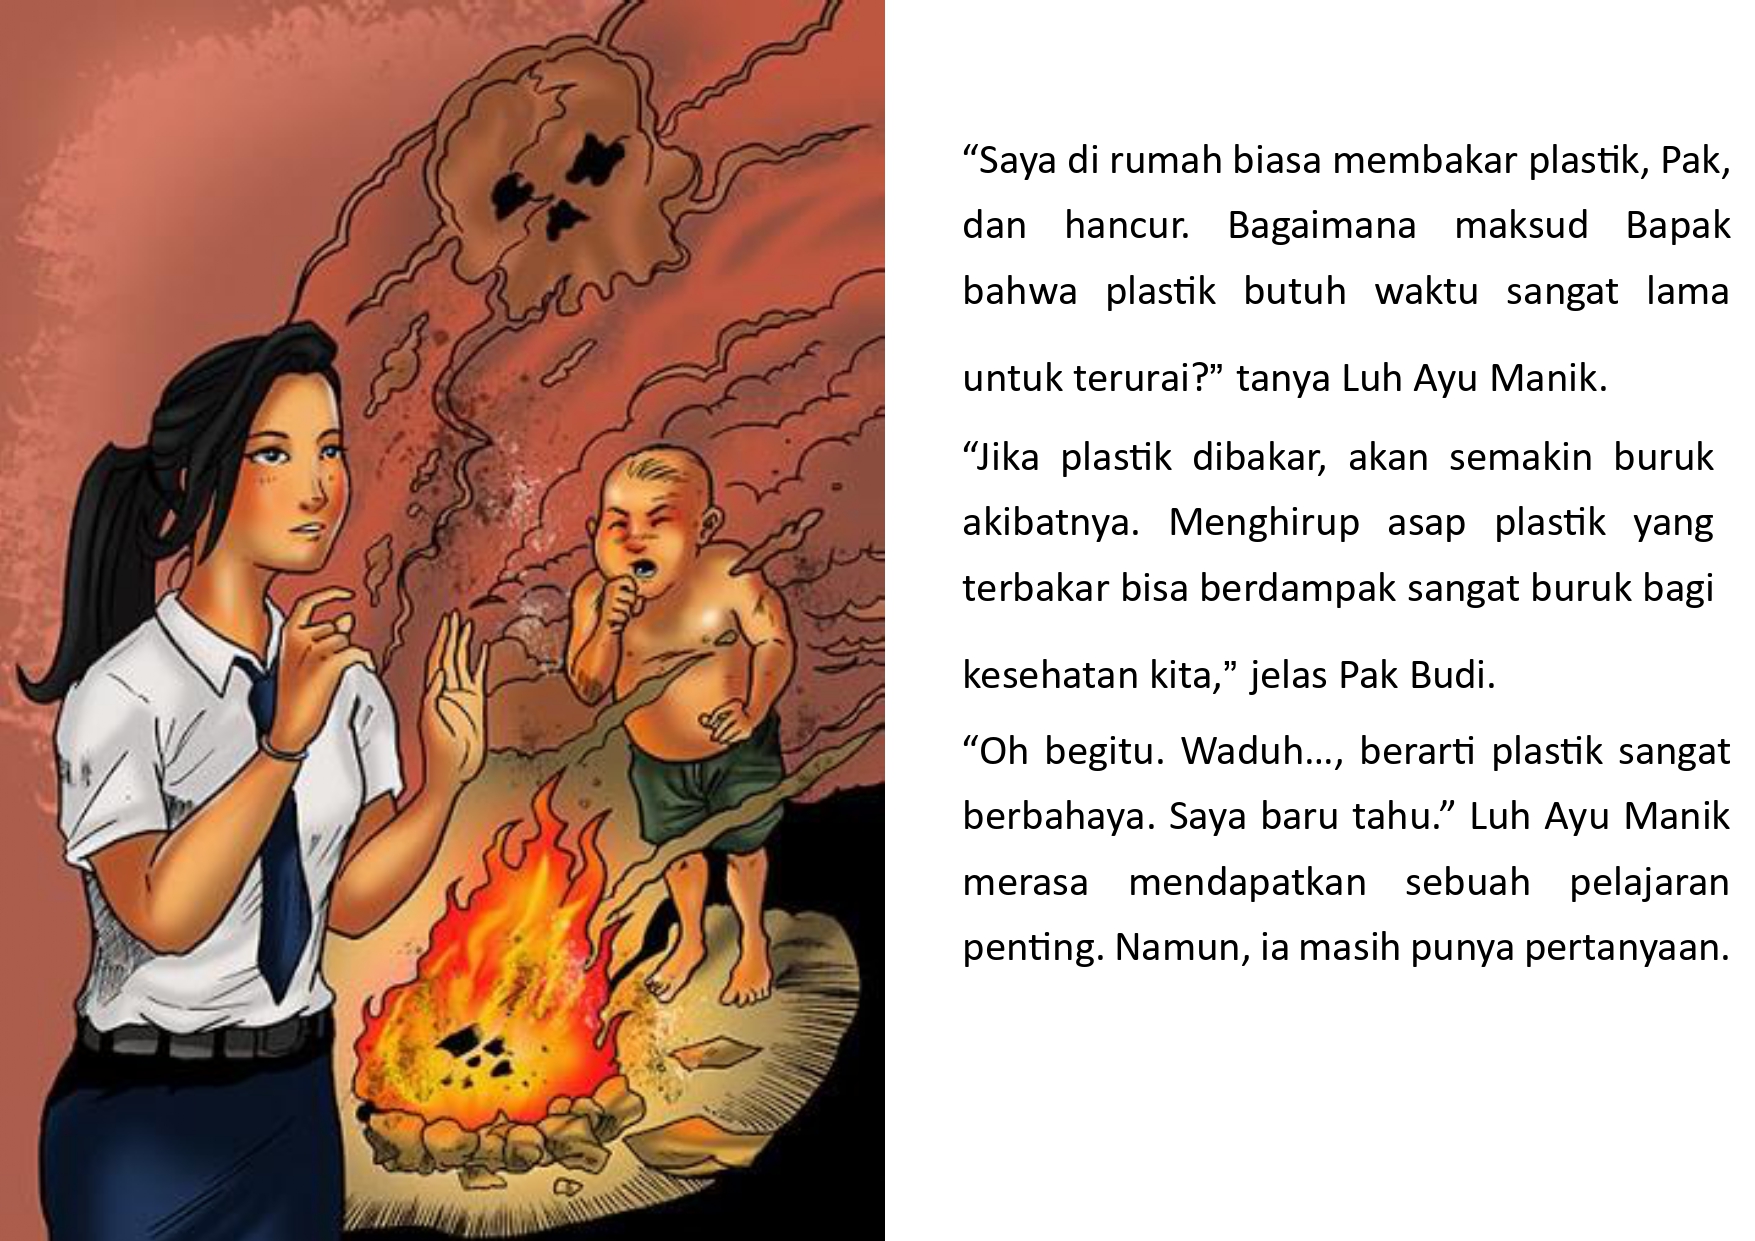 “Saya di rumah biasa membakar plastik, Pak,
dan hancur. Bagaimana maksud Bapak
bahwa plastik butuh waktu sangat lama
untuk terurai?” tanya Luh Ayu Manik.
“Jika plastik dibakar, akan semakin buruk
akibatnya. Menghirup asap plastik yang
terbakar bisa berdampak sangat buruk bagi
kesehatan kita,” jelas Pak Budi.
“Oh begitu. Waduh..., berarti plastik sangat
berbahaya. Saya baru tahu.” Luh Ayu Manik
merasa mendapatkan sebuah pelajaran
penting. Namun, ia masih punya pertanyaan.